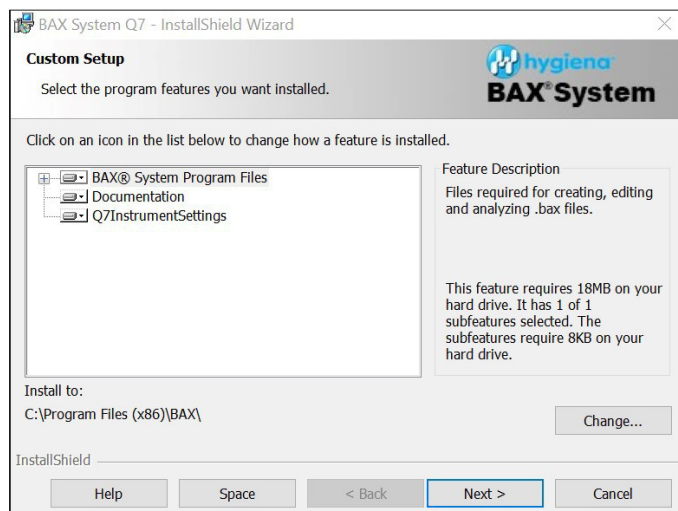 BAX System Q7 - InstallShield Wizard
Custom Setup
Select the program features you want installed.
hygiena
BAX® System
Click on an icon in the list below to change how a feature is installed.
BAX® System Program Files
Documentation
Q7InstrumentSettings
Feature Description
Files required for creating, editing
and analyzing .bax files.
This feature requires 18MB on your
hard drive. It has 1 of 1
subfeatures selected. The
subfeatures require 8KB on your
hard drive.
Install to:
C:\Program Files (x86)\BAX\
Change...
InstallShield
Help
Space
< Back
Next >
Cancel